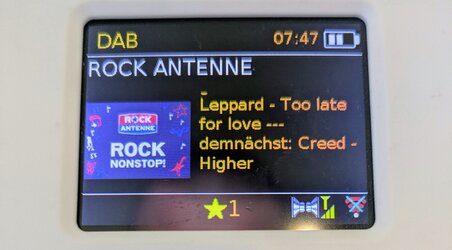 DAB 07:47
ROCK ANTENNE
-
Leppard - Too late
for love ---
demnächst: Creed -
Higher
ROCK
ANTENNE
ROCK
NONSTOP!
1